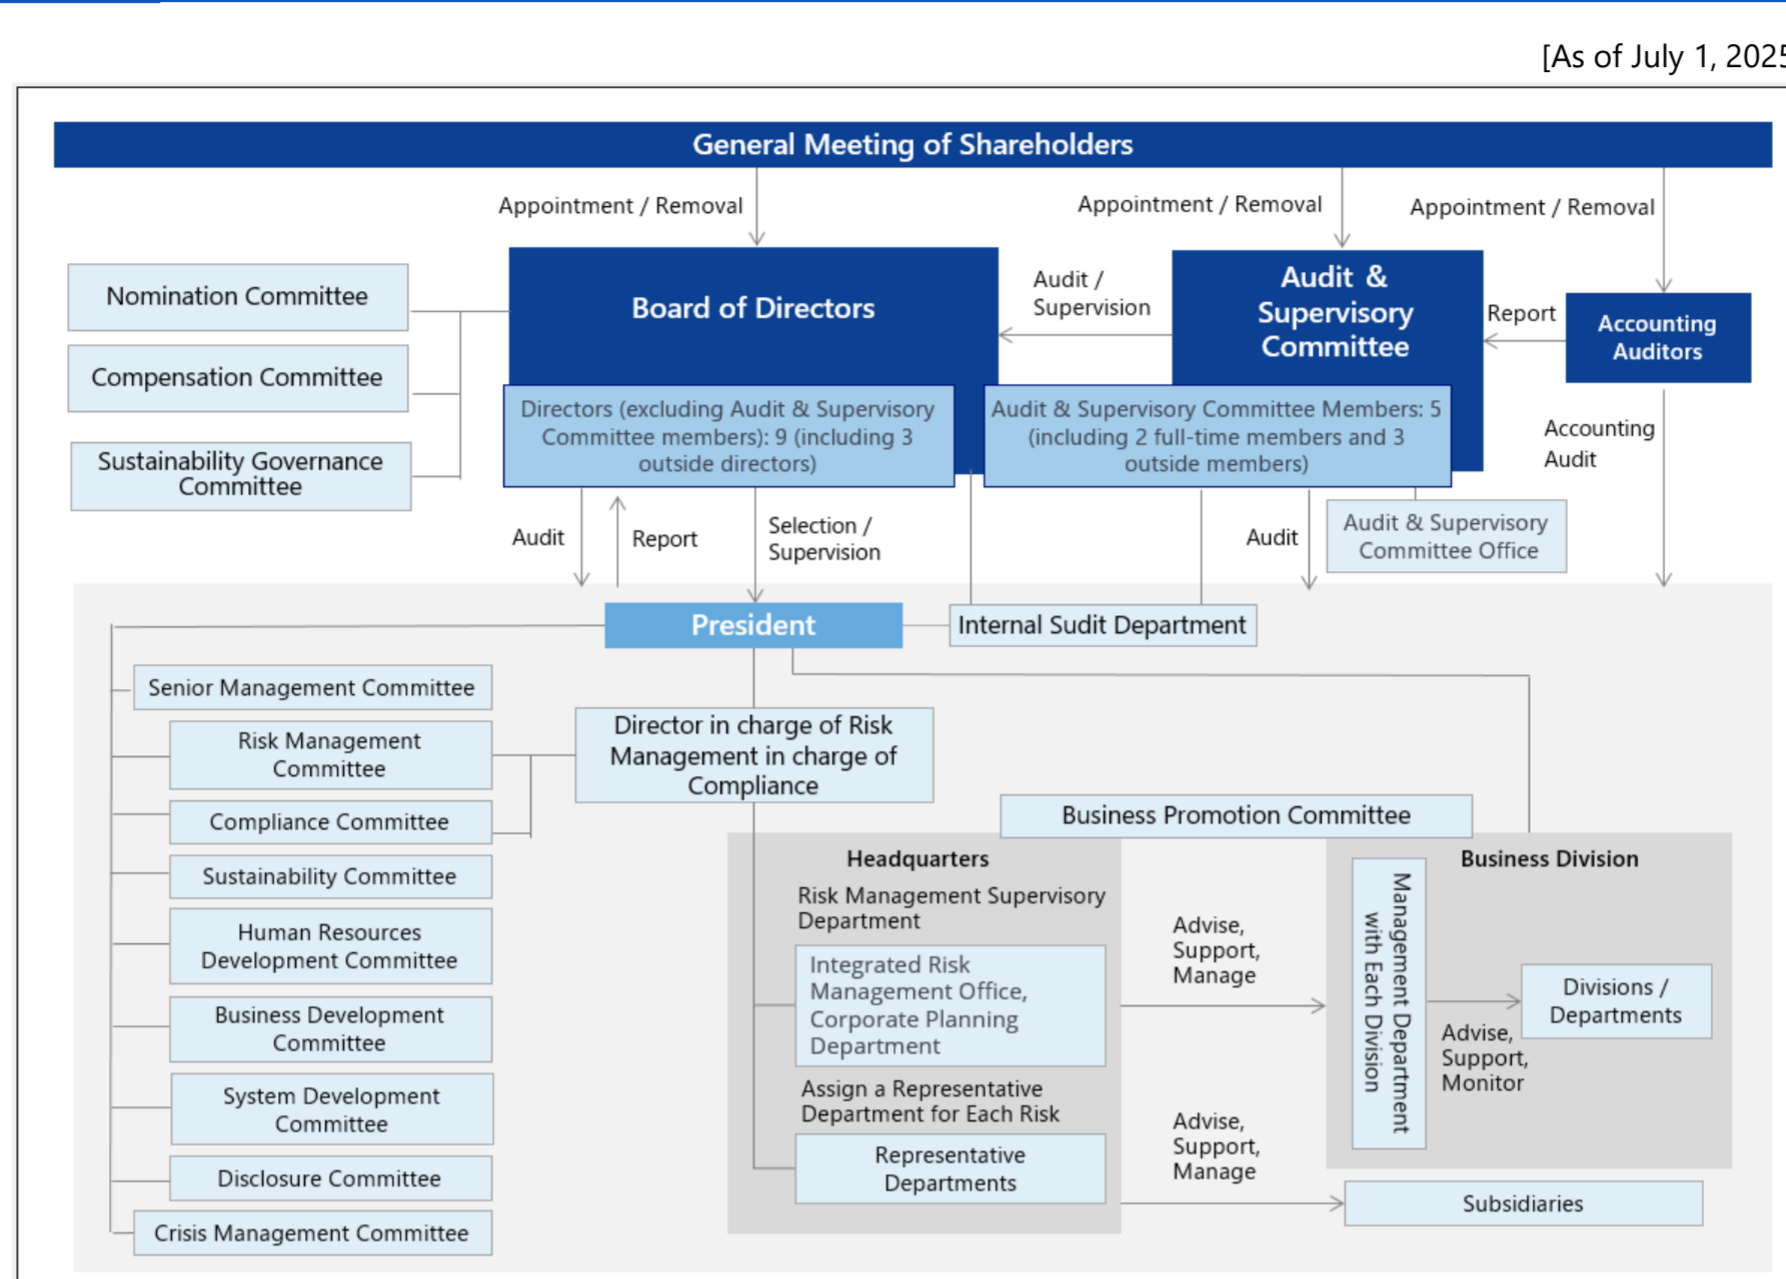 [As of July 1, 2025
General Meeting of Shareholders
Appointment / Removal
Appointment / Removal
Appointment / Removal
Nomination Committee
Compensation Committee
Sustainability Governance
Committee
Board of Directors
Directors (excluding Audit & Supervisory
Committee members): 9 (including 3
outside directors)
Audit /
Supervision
Audit &
Supervisory
Committee
Audit & Supervisory Committee Members: 5
(including 2 full-time members and 3
outside members)
Report
Accounting
Auditors
Accounting
Audit
Audit
Report
Selection /
Supervision
Audit
Audit & Supervisory
Committee Office
President
Internal Sudit Department
Senior Management Committee
Risk Management
Committee
Compliance Committee
Sustainability Committee
Human Resources
Development Committee
Business Development
Committee
System Development
Committee
Disclosure Committee
Crisis Management Committee
Director in charge of Risk
Management in charge of
Compliance
Business Promotion Committee
Headquarters
Risk Management Supervisory
Department
Integrated Risk
Management Office,
Corporate Planning
Department
Assign a Representative
Department for Each Risk
Representative
Departments
Advise,
Support,
Manage
Advise,
Support,
Manage
Business Division
Management Department
with Each Division
Divisions /
Departments
Advise,
Support,
Monitor
Subsidiaries